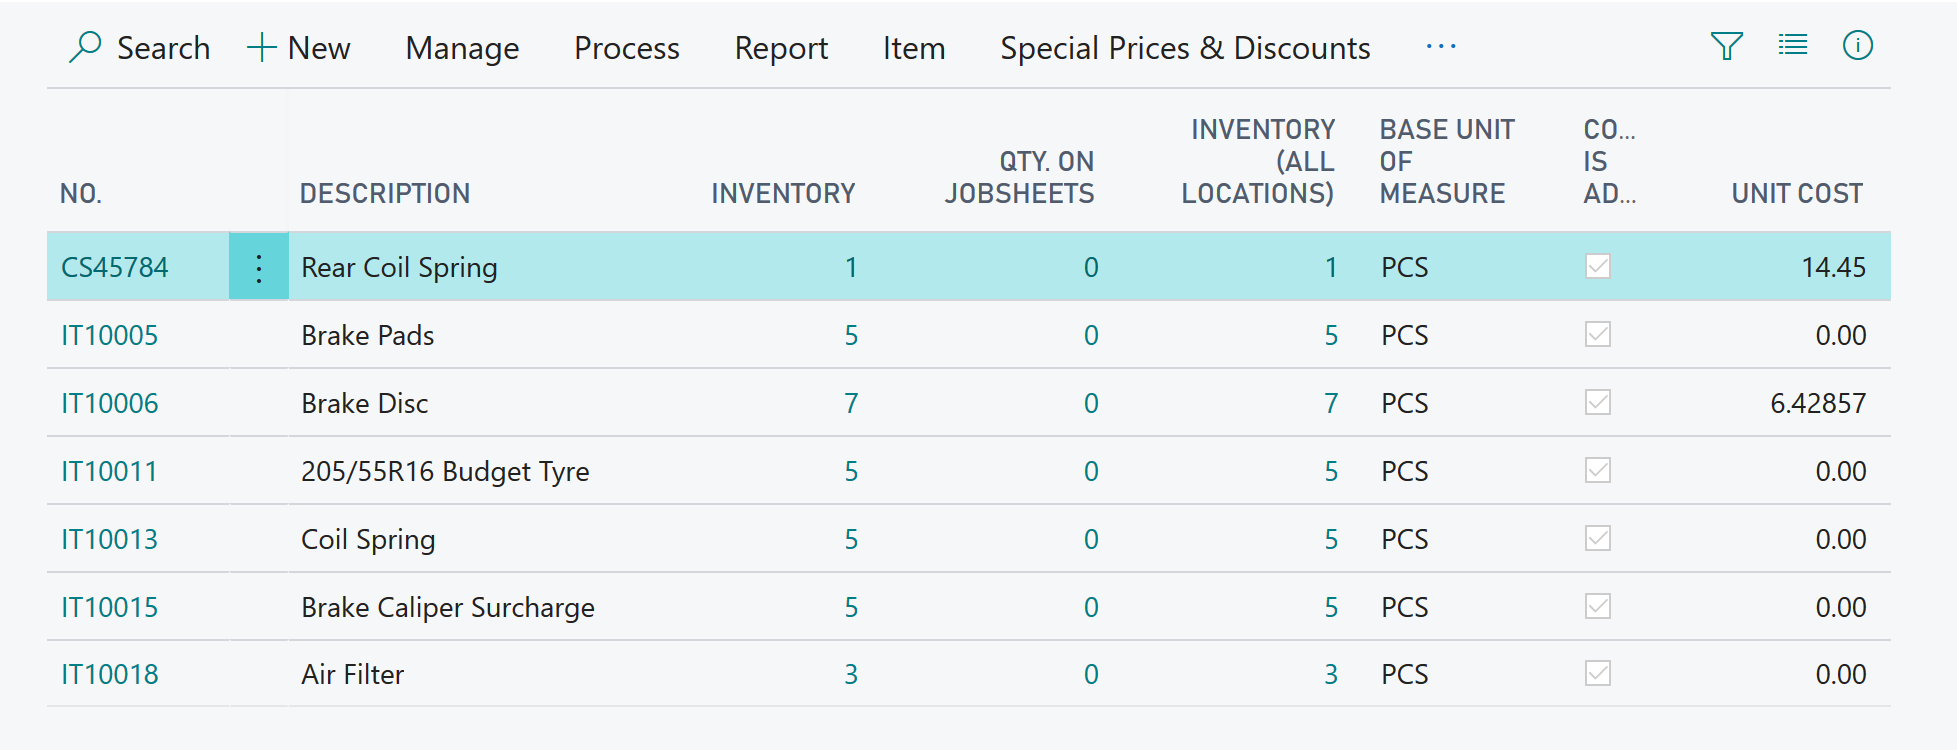 Search New Manage Process Report Item Special Prices & Discounts ...
NO. DESCRIPTION INVENTORY QTY. ON JOBSHEETS INVENTORY (ALL LOCATIONS) BASE UNIT OF MEASURE CO... IS AD... UNIT COST
CS45784 Rear Coil Spring 1 0 1 PCS 14.45
IT10005 Brake Pads 5 0 5 PCS 0.00
IT10006 Brake Disc 7 0 7 PCS 6.42857
IT10011 205/55R16 Budget Tyre 5 0 5 PCS 0.00
IT10013 Coil Spring 5 0 5 PCS 0.00
IT10015 Brake Caliper Surcharge 5 0 5 PCS 0.00
IT10018 Air Filter 3 0 3 PCS 0.00